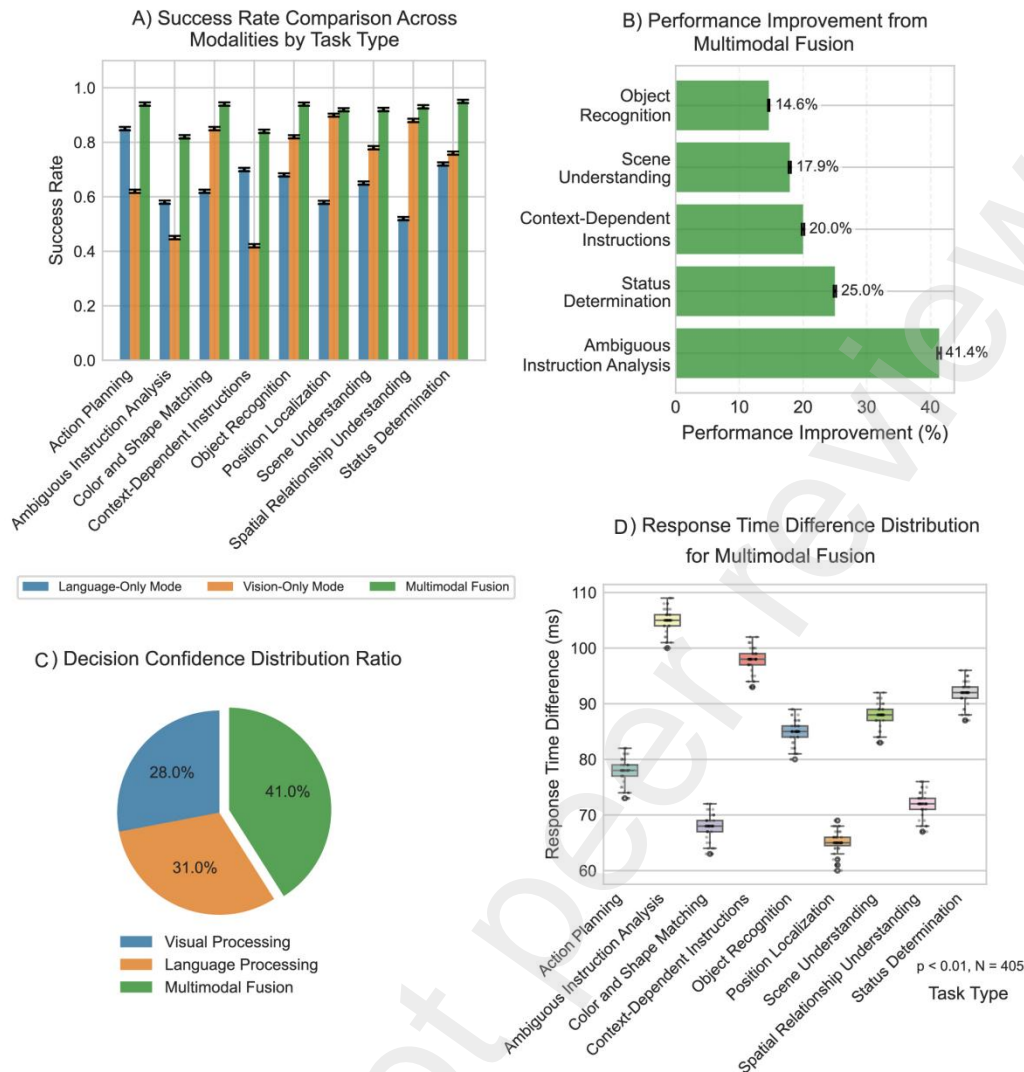 A) Success Rate Comparison Across
Modalities by Task Type
Success Rate
1.0
0.8
0.6
0.4
0.2
0.0
Action Planning
Ambiguous Instruction Analysis
Color and Shape Matching
Context-Dependent Instructions
Object Recognition
Position Localization
Scene Understanding
Spatial Relationship Understanding
Status Determination
Language-Only Mode
Vision-Only Mode
Multimodal Fusion
B) Performance Improvement from
Multimodal Fusion
Object
Recognition
14.6%
Scene
Understanding
17.9%
Context-Dependent
Instructions
20.0%
Status
Determination
25.0%
Ambiguous
Instruction Analysis
41.4%
0
10
20
30
40
Performance Improvement (%)
C) Decision Confidence Distribution Ratio
28.0%
41.0%
31.0%
Visual Processing
Language Processing
Multimodal Fusion
D) Response Time Difference Distribution
for Multimodal Fusion
Response Time Difference (ms)
110
100
90
80
70
60
Action Planning
Ambiguous Instruction Analysis
Color and Shape Matching
Context-Dependent Instructions
Object Recognition
Position Localization
Scene Understanding
Spatial Relationship Understanding
Status Determination
p < 0.01, N = 405
Task Type
ot peer review